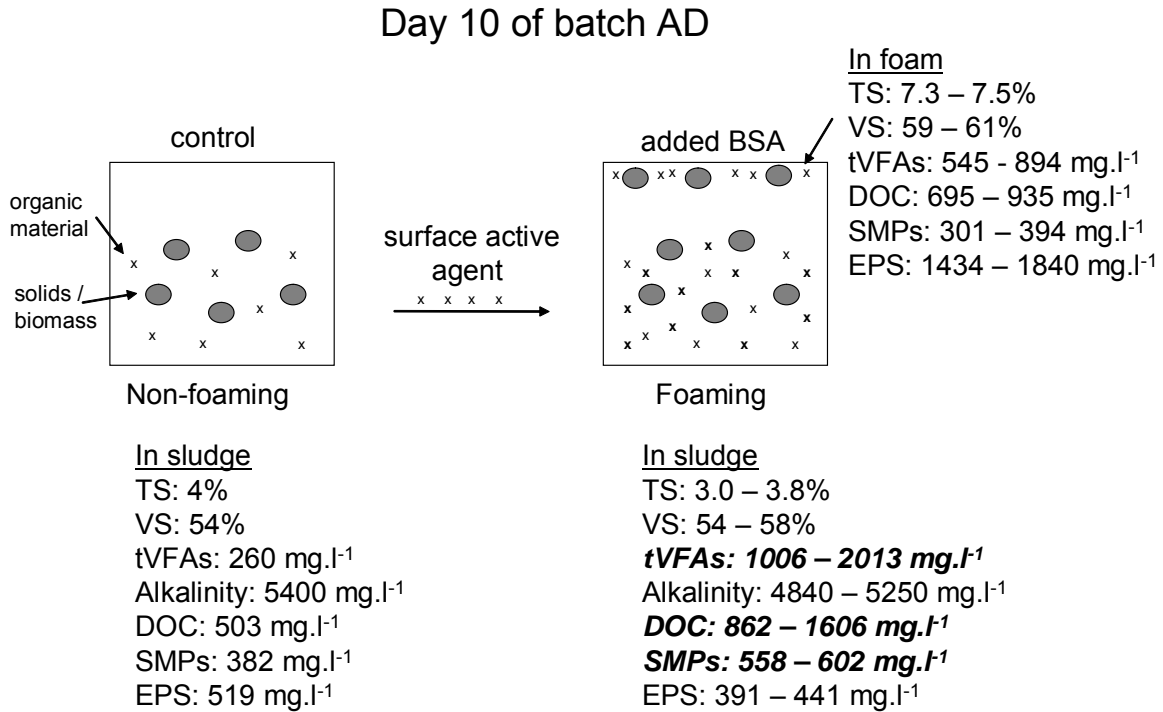 Day 10 of batch AD
In foam
TS: 7.3 – 7.5%
VS: 59 – 61%
tVFAs: 545 - 894 mg.l⁻¹
DOC: 695 – 935 mg.l⁻¹
SMPs: 301 – 394 mg.l⁻¹
EPS: 1434 – 1840 mg.l⁻¹
control
added BSA
organic
material
solids /
biomass
surface active
agent
x x x x
Non-foaming
Foaming
In sludge
TS: 4%
VS: 54%
tVFAs: 260 mg.l⁻¹
Alkalinity: 5400 mg.l⁻¹
DOC: 503 mg.l⁻¹
SMPs: 382 mg.l⁻¹
EPS: 519 mg.l⁻¹
In sludge
TS: 3.0 – 3.8%
VS: 54 – 58%
tVFAs: 1006 – 2013 mg.l⁻¹
Alkalinity: 4840 – 5250 mg.l⁻¹
DOC: 862 – 1606 mg.l⁻¹
SMPs: 558 – 602 mg.l⁻¹
EPS: 391 – 441 mg.l⁻¹